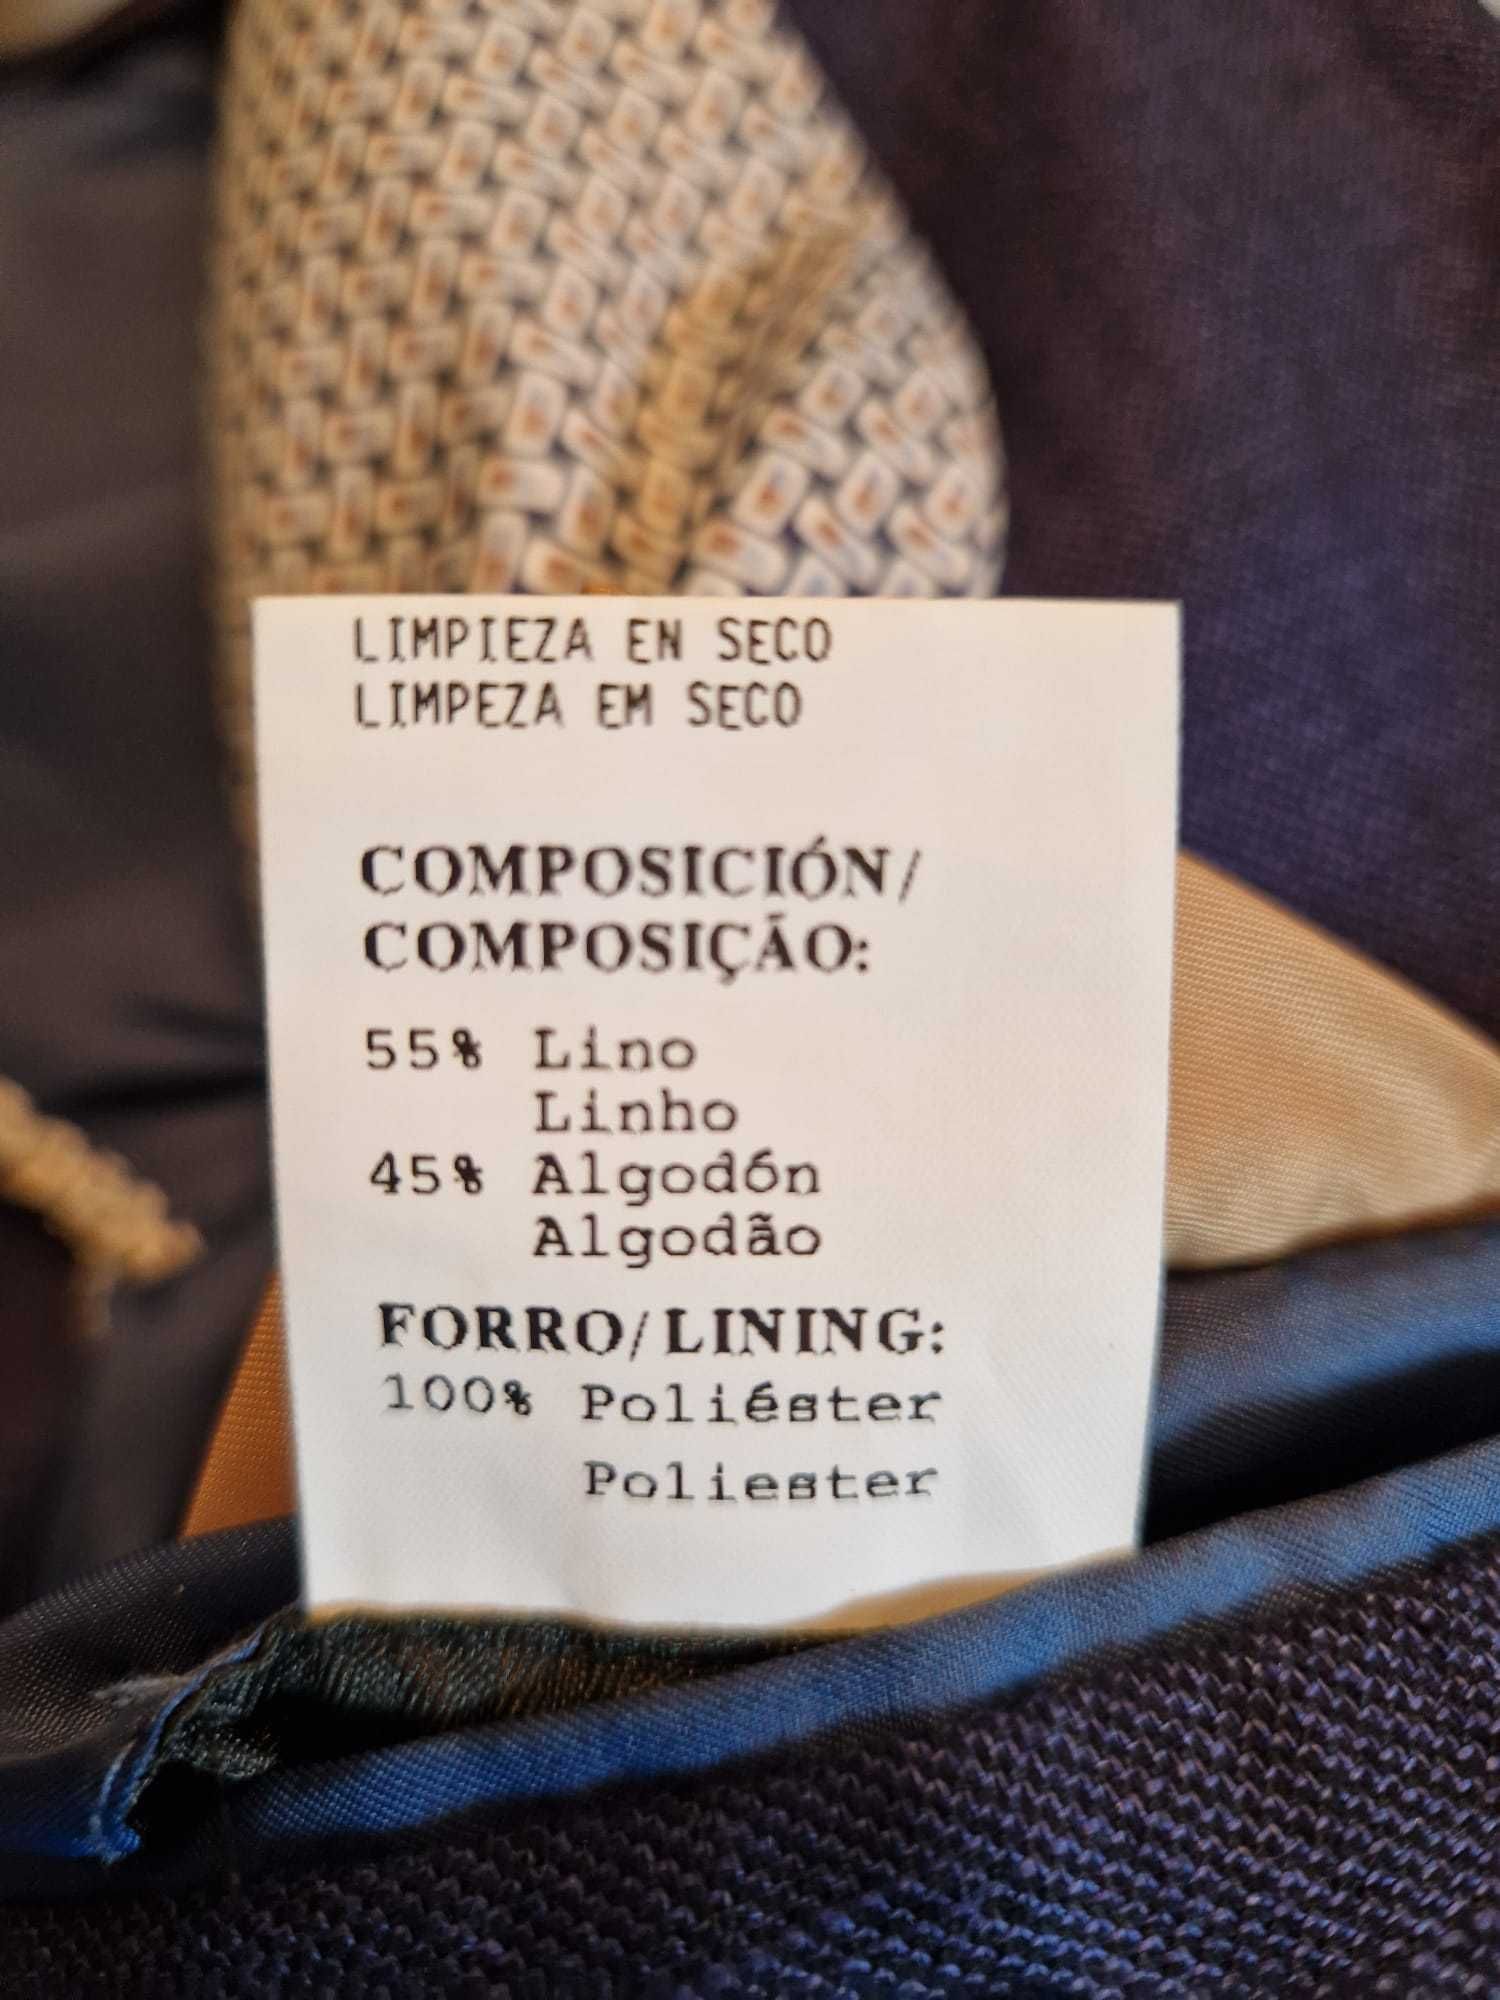 LIMPIEZA EN SECO
LIMPEZA EM SECO
COMPOSICIÓN/
COMPOSIÇÃO:
55% Lino
Linho
45% Algodón
Algodão
FORRO/LINING:
100% Poliéster
Poliester